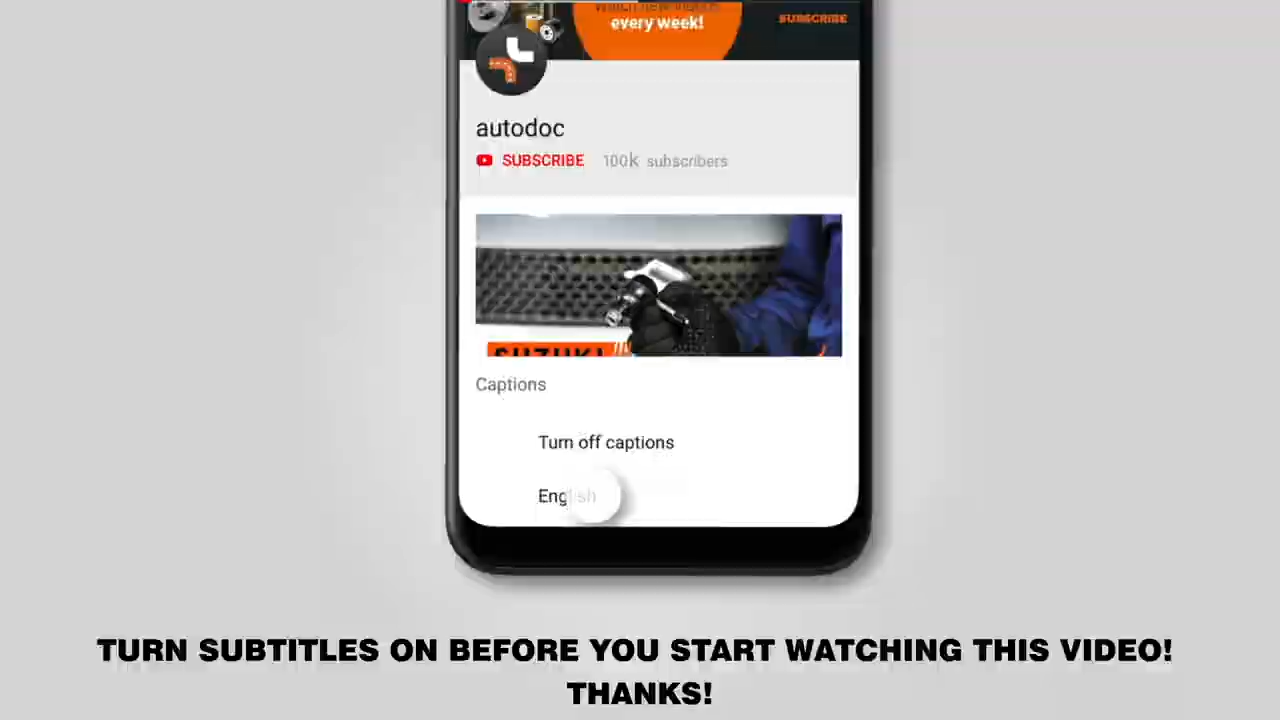 every week!
SUBSCRIBE
autodoc
SUBSCRIBE 100k subscribers
SUZUKI
Captions
Turn off captions
English
TURN SUBTITLES ON BEFORE YOU START WATCHING THIS VIDEO!
THANKS!